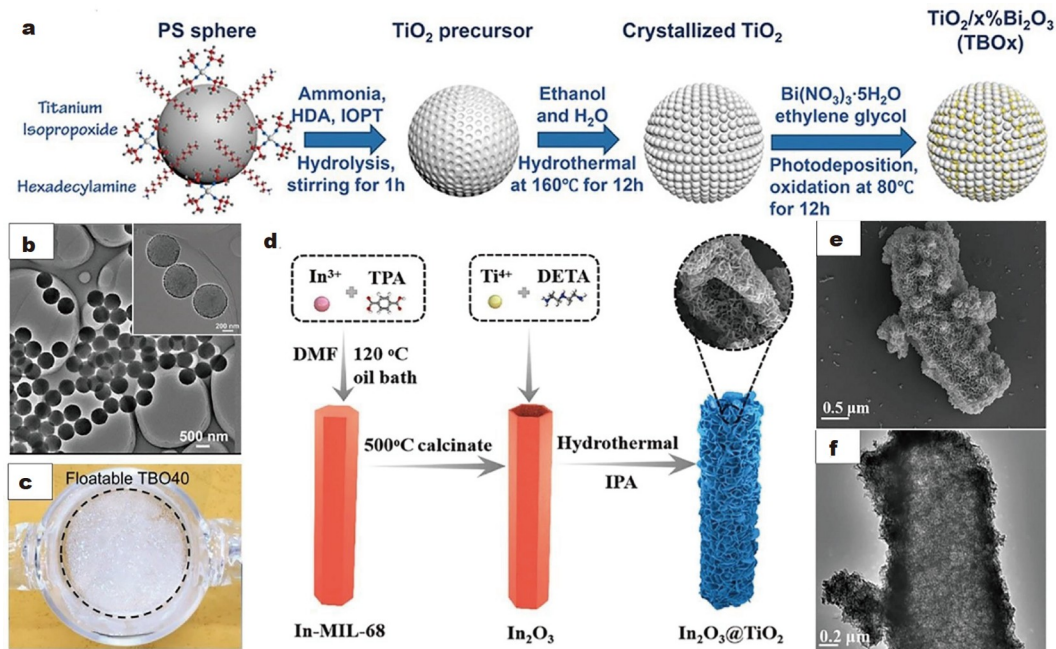 a
PS sphere
Titanium
Isopropoxide
Hexadecylamine
Ammonia,
HDA, IOPT
Hydrolysis,
stirring for 1h
TiO₂ precursor
Ethanol
and H₂O
Hydrothermal
at 160℃ for 12h
Crystallized TiO₂
Bi(NO₃)₃·5H₂O
ethylene glycol
Photodeposition,
oxidation at 80℃
for 12h
TiO₂/x%Bi₂O₃
(TBOx)
b
200 nm
500 nm
c
Floatable TBO40
d
In³⁺ + TPA
Ti⁴⁺ + DETA
DMF
120 °C
oil bath
500°C calcinate
Hydrothermal
IPA
In-MIL-68
In₂O₃
In₂O₃@TiO₂
e
0.5 μm
f
0.2 μm